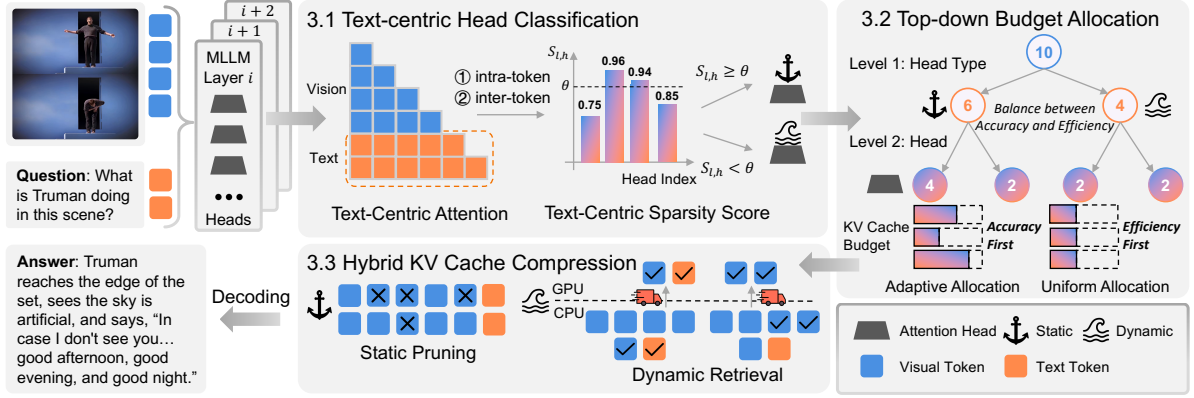 i + 2
i + 1
MLLM
Layer i
Heads
Question: What
is Truman doing
in this scene?
3.1 Text-centric Head Classification
Vision
Text
Text-Centric Attention
① intra-token
② inter-token
S_{l,h}
θ
0.75
0.96
0.94
0.85
Head Index
Text-Centric Sparsity Score
S_{l,h} ≥ θ
S_{l,h} < θ
3.2 Top-down Budget Allocation
10
Level 1: Head Type
6
Balance between
Accuracy and Efficiency
4
Level 2: Head
4
2
2
2
KV Cache
Budget
Accuracy
First
Efficiency
First
Adaptive Allocation
Uniform Allocation
3.3 Hybrid KV Cache Compression
Static Pruning
GPU
CPU
Dynamic Retrieval
Decoding
Answer: Truman
reaches the edge of the
set, sees the sky is
artificial, and says, “In
case I don't see you…
good afternoon, good
evening, and good night.”
Attention Head
Static
Dynamic
Visual Token
Text Token